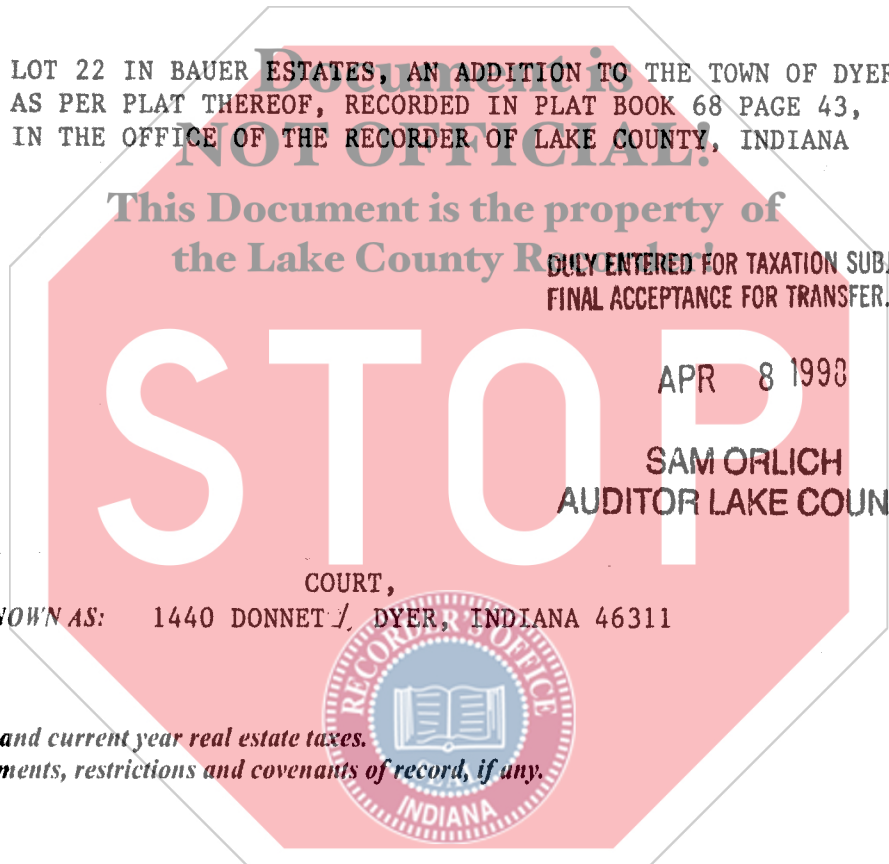 Document is
LOT 22 IN BAUER ESTATES, AN ADDITION TO THE TOWN OF DYER
AS PER PLAT THEREOF, RECORDED IN PLAT BOOK 68 PAGE 43,
NOT OFFICIAL!
IN THE OFFICE OF THE RECORDER OF LAKE COUNTY, INDIANA
This Document is the property of
the Lake County Recorder!
DULY ENTERED FOR TAXATION SUBJ
FINAL ACCEPTANCE FOR TRANSFER.
STOP
APR 8 1998
SAM ORLICH
AUDITOR LAKE COUN
COURT,
NOWN AS: 1440 DONNET /, DYER, INDIANA 46311
RECORDER'S OFFICE
and current year real estate taxes.
ments, restrictions and covenants of record, if any.
SEAL
INDIANA